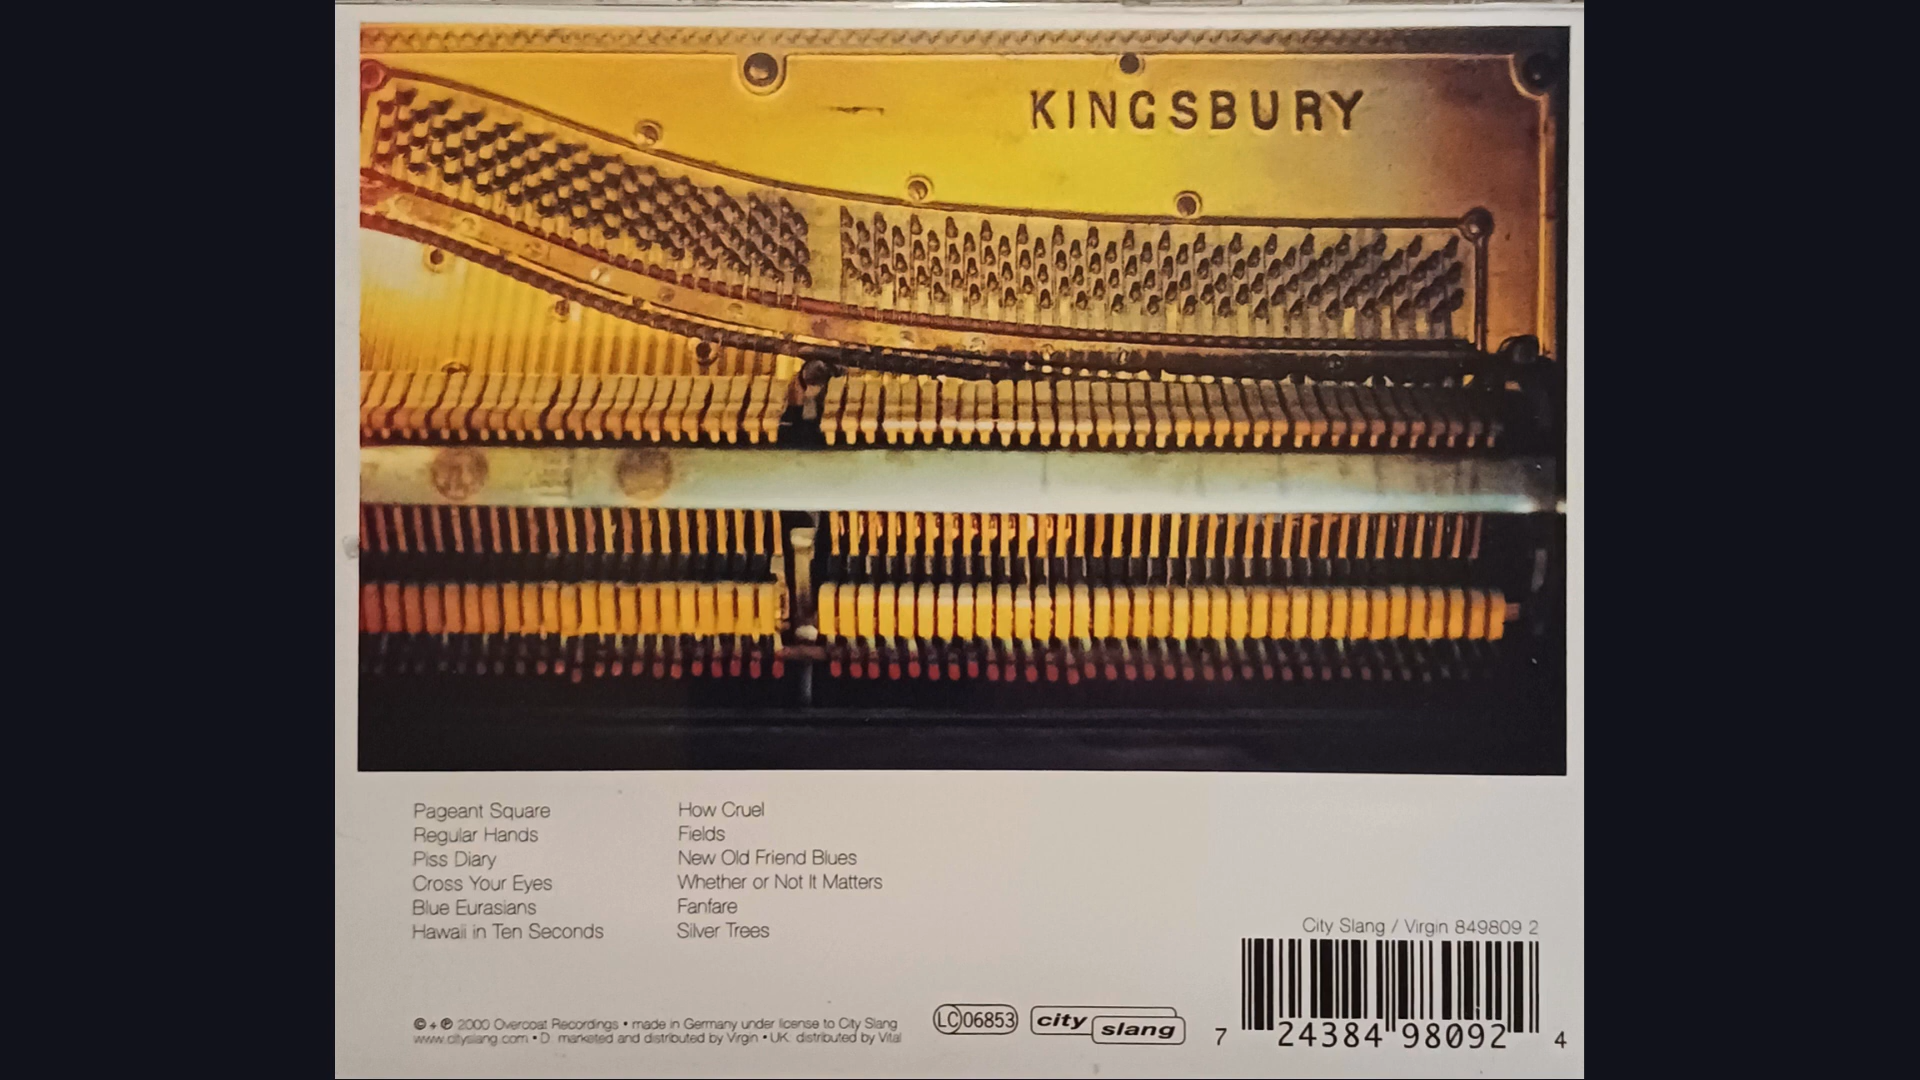 KINGSBURY
Pageant Square
Regular Hands
Piss Diary
Cross Your Eyes
Blue Eurasians
Hawaii in Ten Seconds
How Cruel
Fields
New Old Friend Blues
Whether or Not It Matters
Fanfare
Silver Trees
City Slang / Virgin 849809 2
7 24384 98092 4
© + ℗ 2000 Overcoat Recordings • made in Germany under license to City Slang
www.cityslang.com • D: marketed and distributed by Virgin • UK: distributed by Vital
LC 06853
city slang